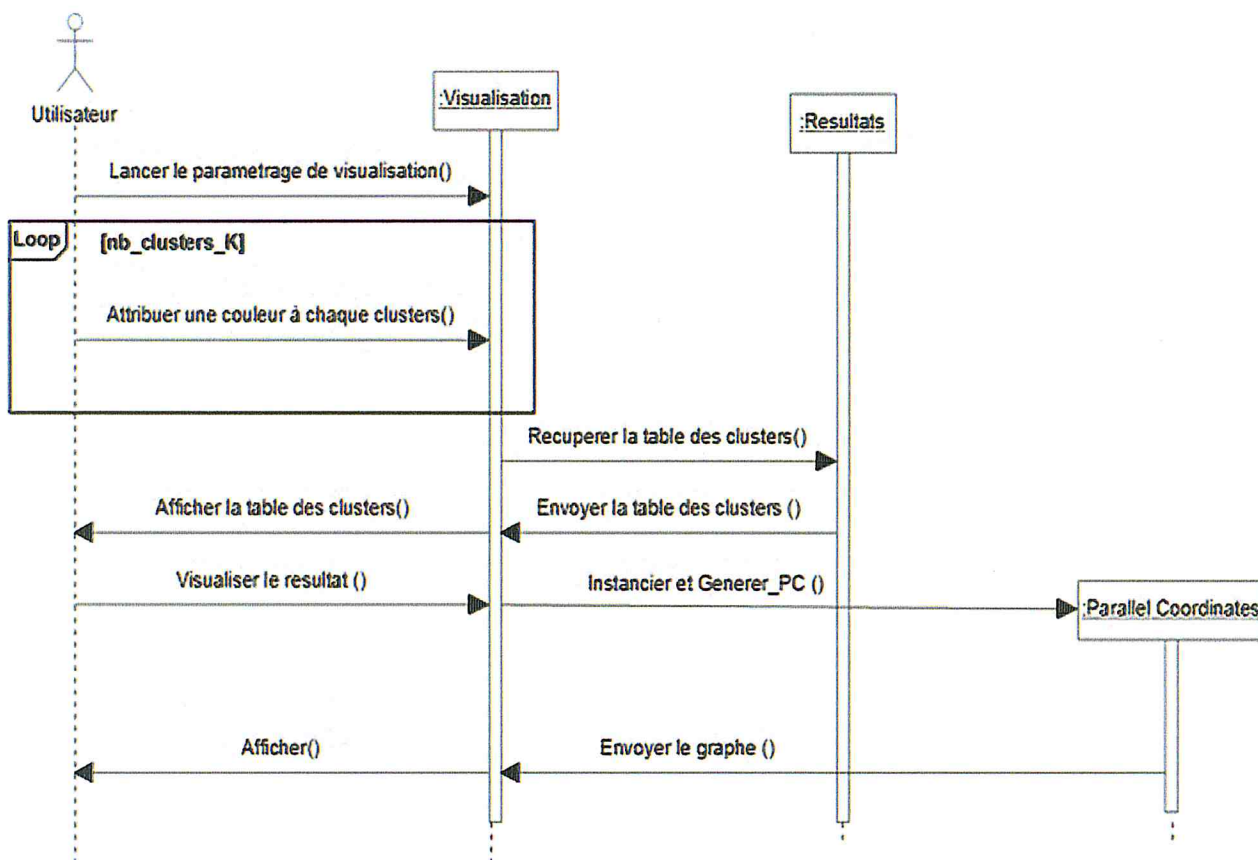 Utilisateur
:Visualisation
:Resultats
Lancer le parametrage de visualisation()
Loop
[nb_clusters_K]
Attribuer une couleur à chaque clusters()
Recuperer la table des clusters()
Afficher la table des clusters()
Envoyer la table des clusters ()
Visualiser le resultat ()
Instancier et Generer_PC ()
:Parallel Coordinates
Afficher()
Envoyer le graphe ()